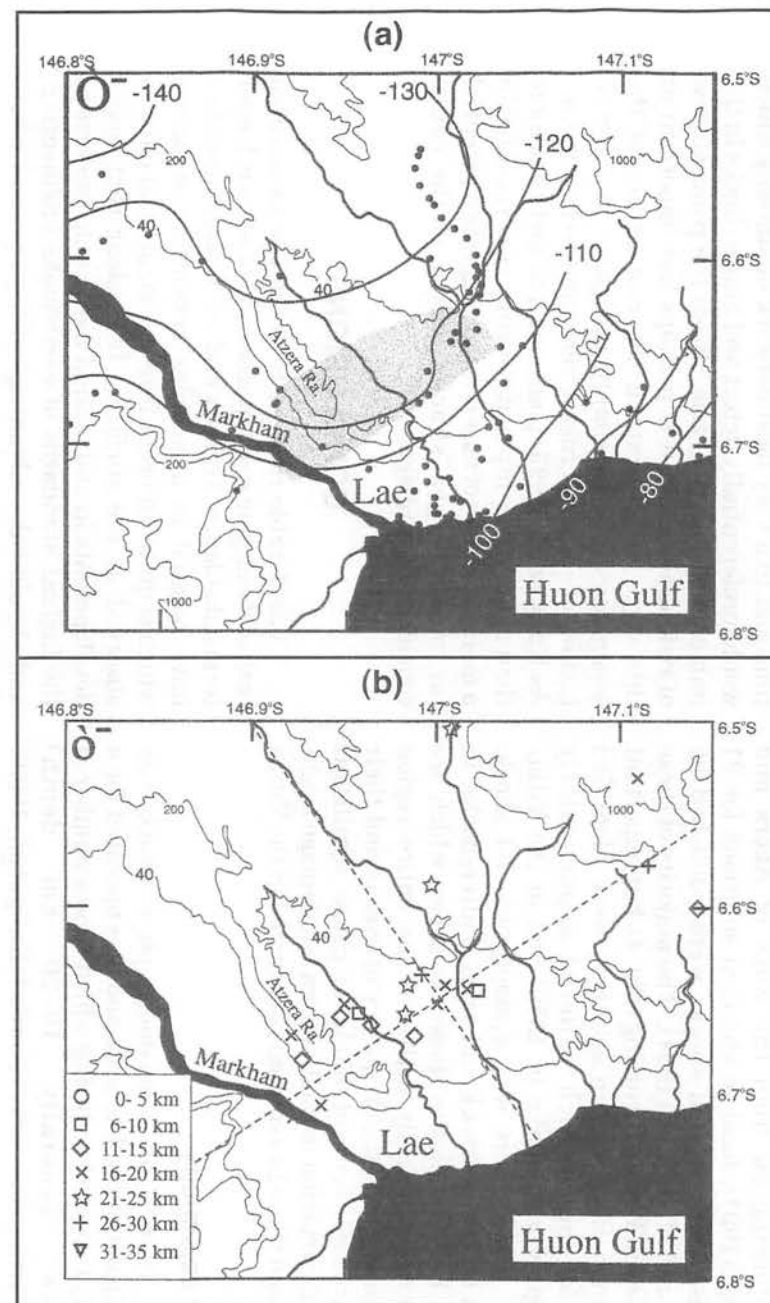 (a)
146.8°S 146.9°S 147°S 147.1°S
Ò
-140
-130
6.5°S
200
-120
1000
40
-110
40
6.6°S
Atzera Ra.
Markham
200
6.7°S
Lae
-100
-90
-80
1000
Huon Gulf
6.8°S
(b)
146.8°S 146.9°S 147°S 147.1°S
ò
6.5°S
200
1000
40
40
6.6°S
Atzera Ra.
Markham
0- 5 km
6-10 km
11-15 km
16-20 km
21-25 km
26-30 km
31-35 km
6.7°S
Lae
Huon Gulf
6.8°S